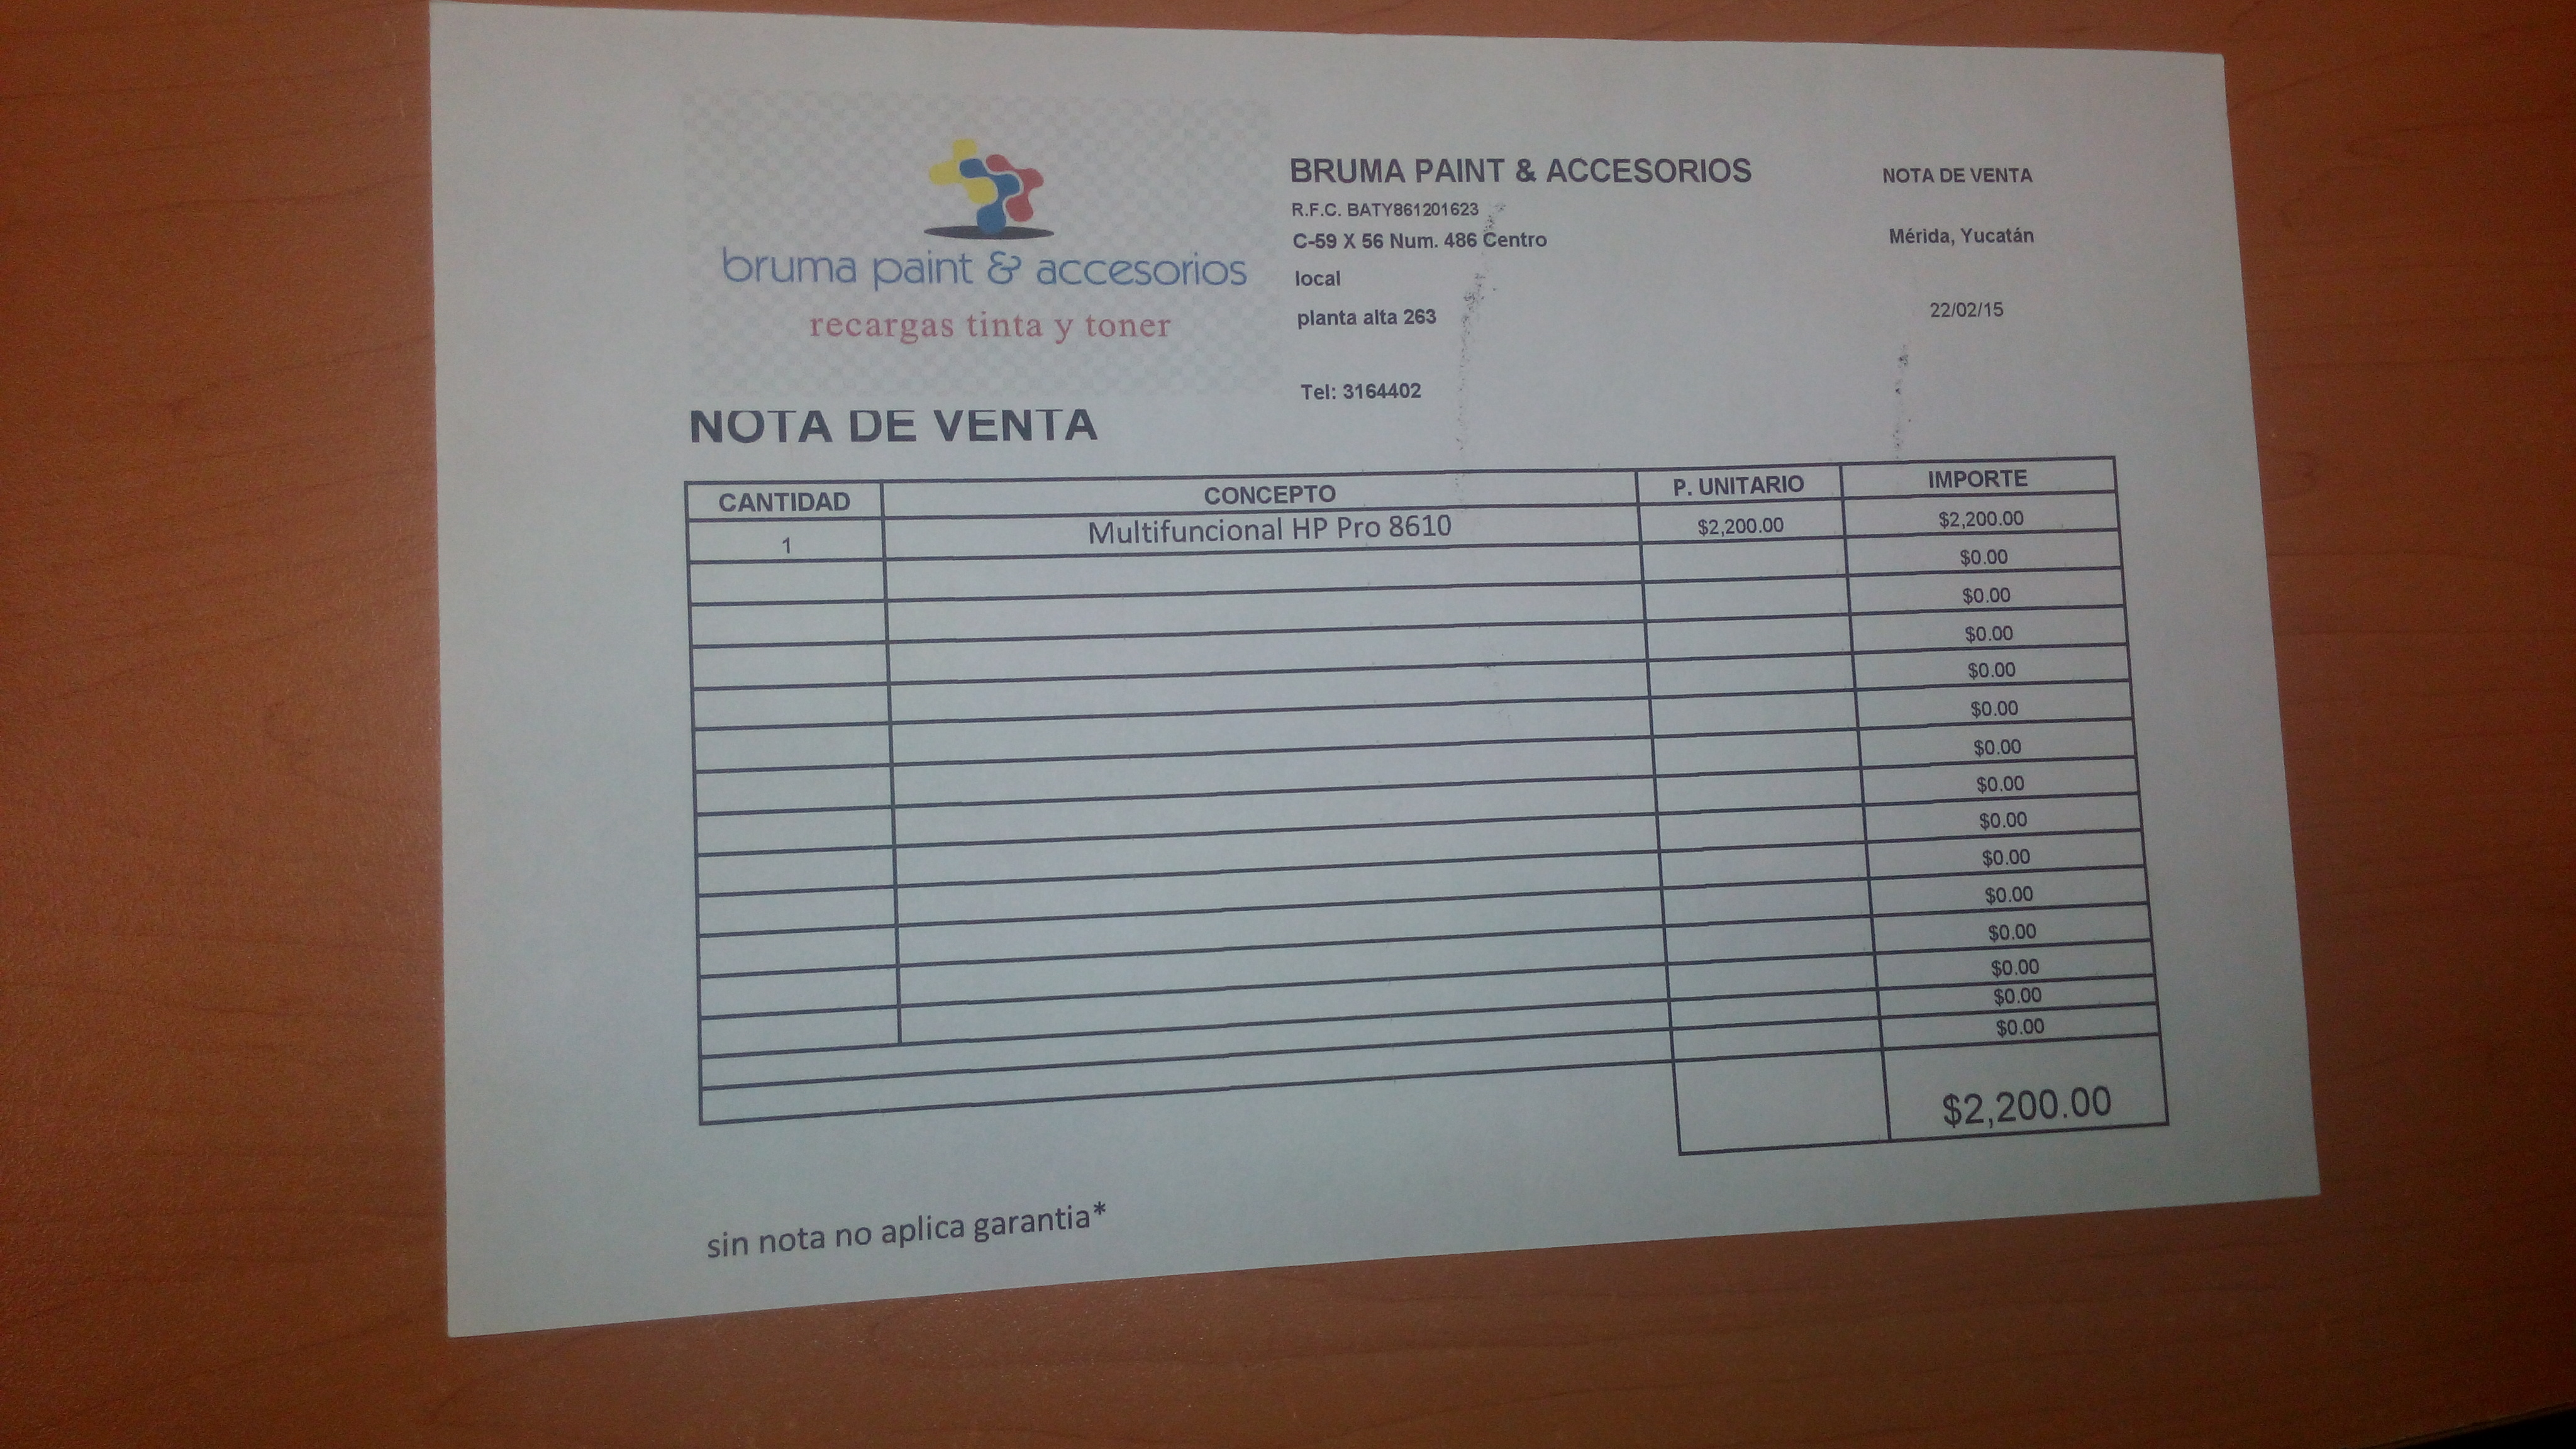 bruma paint & accesorios
recargas tinta y toner
BRUMA PAINT & ACCESORIOS
R.F.C. BATY861201623
C-59 X 56 Num. 486 Centro
local
planta alta 263
Tel: 3164402
NOTA DE VENTA
Mérida, Yucatán
22/02/15
NOTA DE VENTA
CANTIDAD CONCEPTO P. UNITARIO IMPORTE
1 Multifuncional HP Pro 8610 $2,200.00 $2,200.00
$0.00
$0.00
$0.00
$0.00
$0.00
$0.00
$0.00
$0.00
$0.00
$0.00
$0.00
$0.00
$0.00
$0.00
$2,200.00
sin nota no aplica garantia*